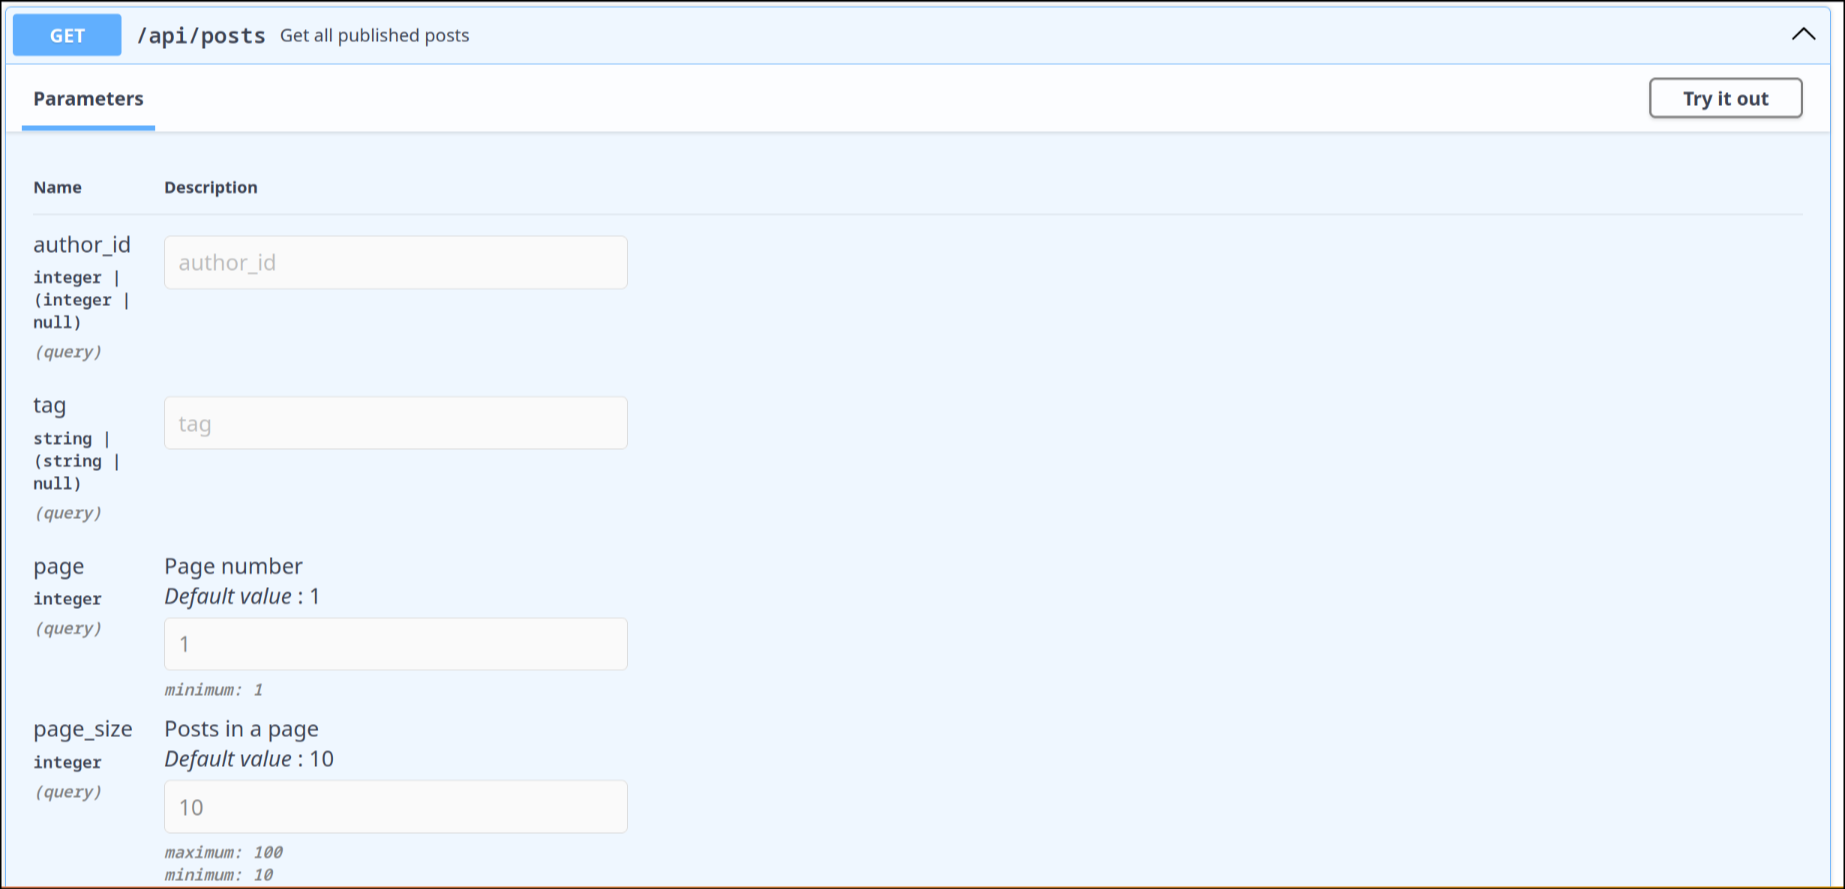 GET /api/posts Get all published posts
Parameters
Try it out
Name Description
author_id
integer |
(integer |
null)
(query)
author_id
tag
string |
(string |
null)
(query)
tag
page
integer
(query)
Page number
Default value : 1
1
minimum: 1
page_size
integer
(query)
Posts in a page
Default value : 10
10
maximum: 100
minimum: 10